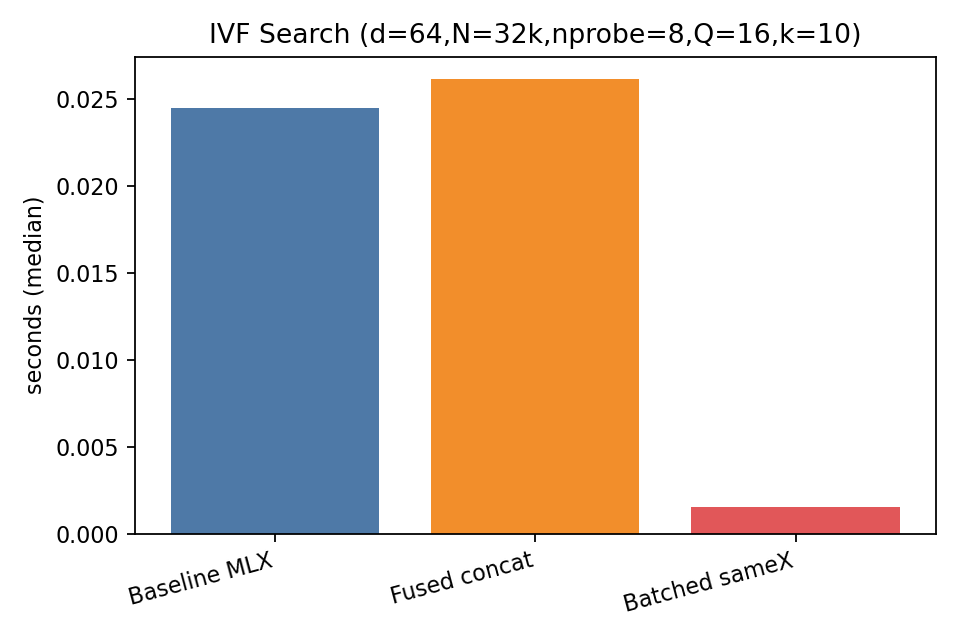 IVF Search (d=64,N=32k,nprobe=8,Q=16,k=10)
seconds (median)
0.025
0.020
0.015
0.010
0.005
0.000
Baseline MLX
Fused concat
Batched sameX